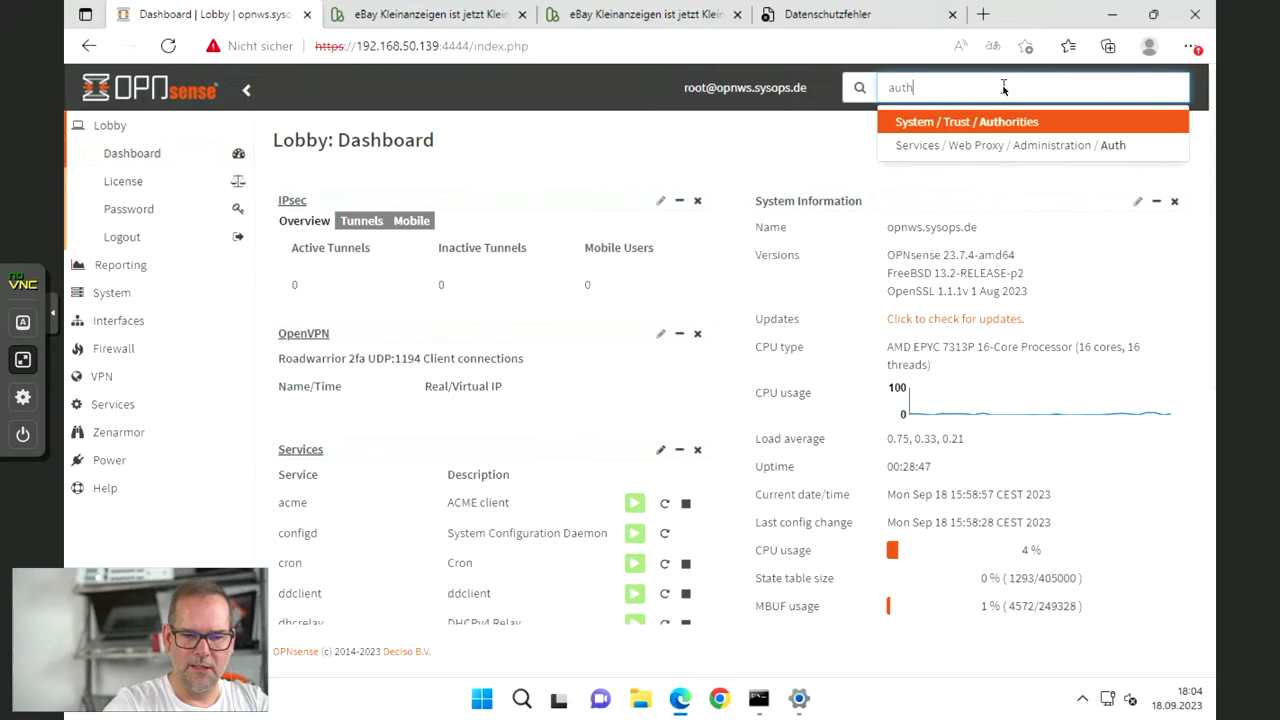 Dashboard | Lobby | opnws.syso
eBay Kleinanzeigen ist jetzt Klein
eBay Kleinanzeigen ist jetzt Klein
Datenschutzfehler
Nicht sicher
https://192.168.50.139:4444/index.php
OPNsense
root@opnws.sysops.de
auth
System / Trust / Authorities
Services / Web Proxy / Administration / Auth
Lobby
Dashboard
License
Password
Logout
Reporting
System
Interfaces
Firewall
VPN
Services
Zenarmor
Power
Help
no
VNC
A
Lobby: Dashboard
IPsec
Overview Tunnels Mobile
Active Tunnels Inactive Tunnels Mobile Users
0 0 0
OpenVPN
Roadwarrior 2fa UDP:1194 Client connections
Name/Time Real/Virtual IP
Services
Service Description
acme ACME client
configd System Configuration Daemon
cron Cron
ddclient ddclient
dhcrelay DHCPv4 Relay
System Information
Name opnws.sysops.de
Versions OPNsense 23.7.4-amd64
FreeBSD 13.2-RELEASE-p2
OpenSSL 1.1.1v 1 Aug 2023
Updates Click to check for updates.
CPU type AMD EPYC 7313P 16-Core Processor (16 cores, 16
threads)
CPU usage 100
0
Load average 0.75, 0.33, 0.21
Uptime 00:28:47
Current date/time Mon Sep 18 15:58:57 CEST 2023
Last config change Mon Sep 18 15:58:28 CEST 2023
CPU usage 4 %
State table size 0 % ( 1293/405000 )
MBUF usage 1 % ( 4572/249328 )
OPNsense (c) 2014-2023 Deciso B.V.
18:04
18.09.2023